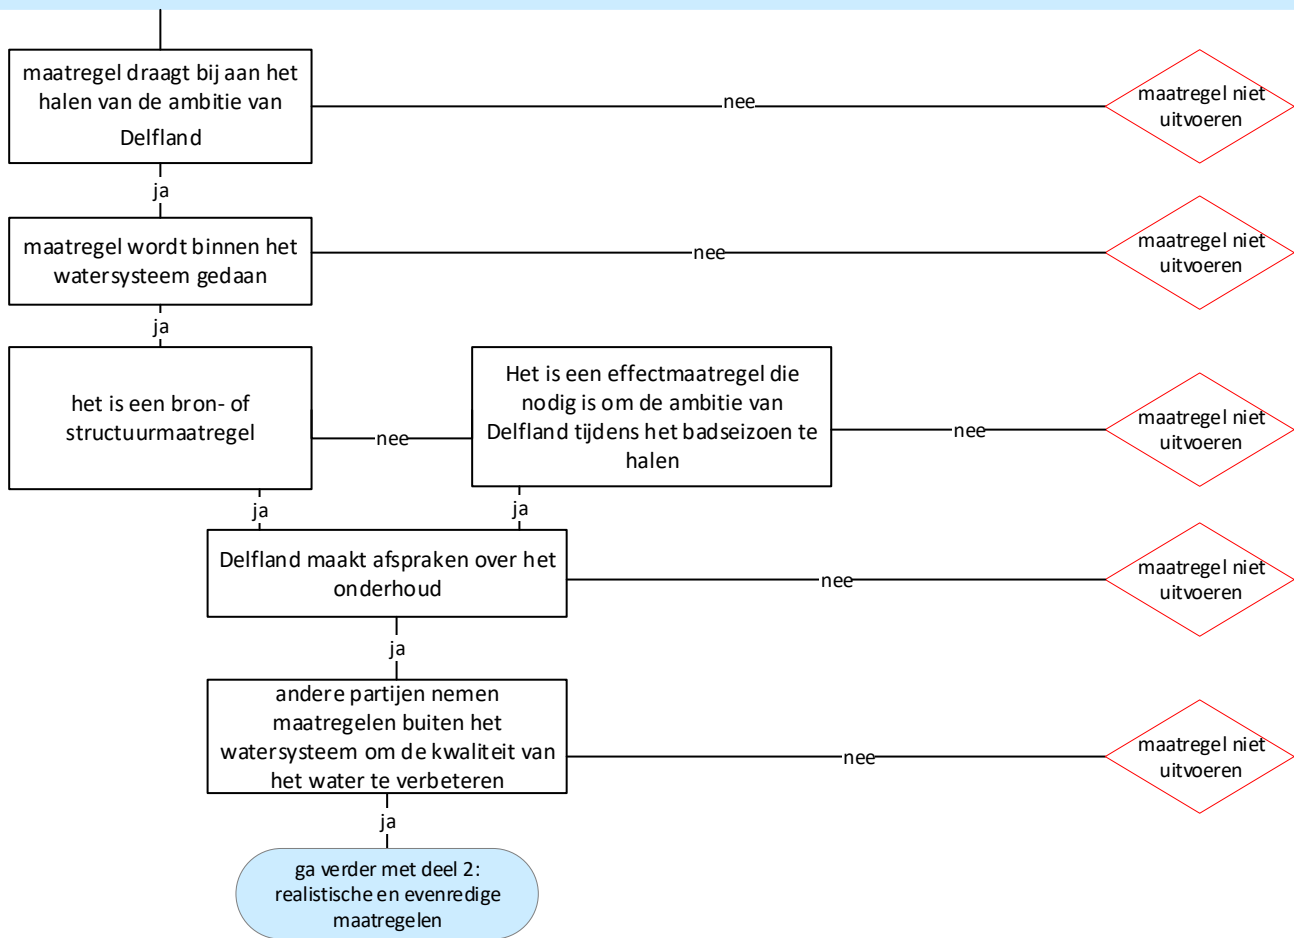 maatregel draagt bij aan het
halen van de ambitie van
Delfland
nee
maatregel niet
uitvoeren
ja
maatregel wordt binnen het
watersysteem gedaan
nee
maatregel niet
uitvoeren
ja
het is een bron- of
structuurmaatregel
nee
Het is een effectmaatregel die
nodig is om de ambitie van
Delfland tijdens het badseizoen te
halen
nee
maatregel niet
uitvoeren
ja
ja
Delfland maakt afspraken over het
onderhoud
nee
maatregel niet
uitvoeren
ja
andere partijen nemen
maatregelen buiten het
watersysteem om de kwaliteit van
het water te verbeteren
nee
maatregel niet
uitvoeren
ja
ga verder met deel 2:
realistische en evenredige
maatregelen